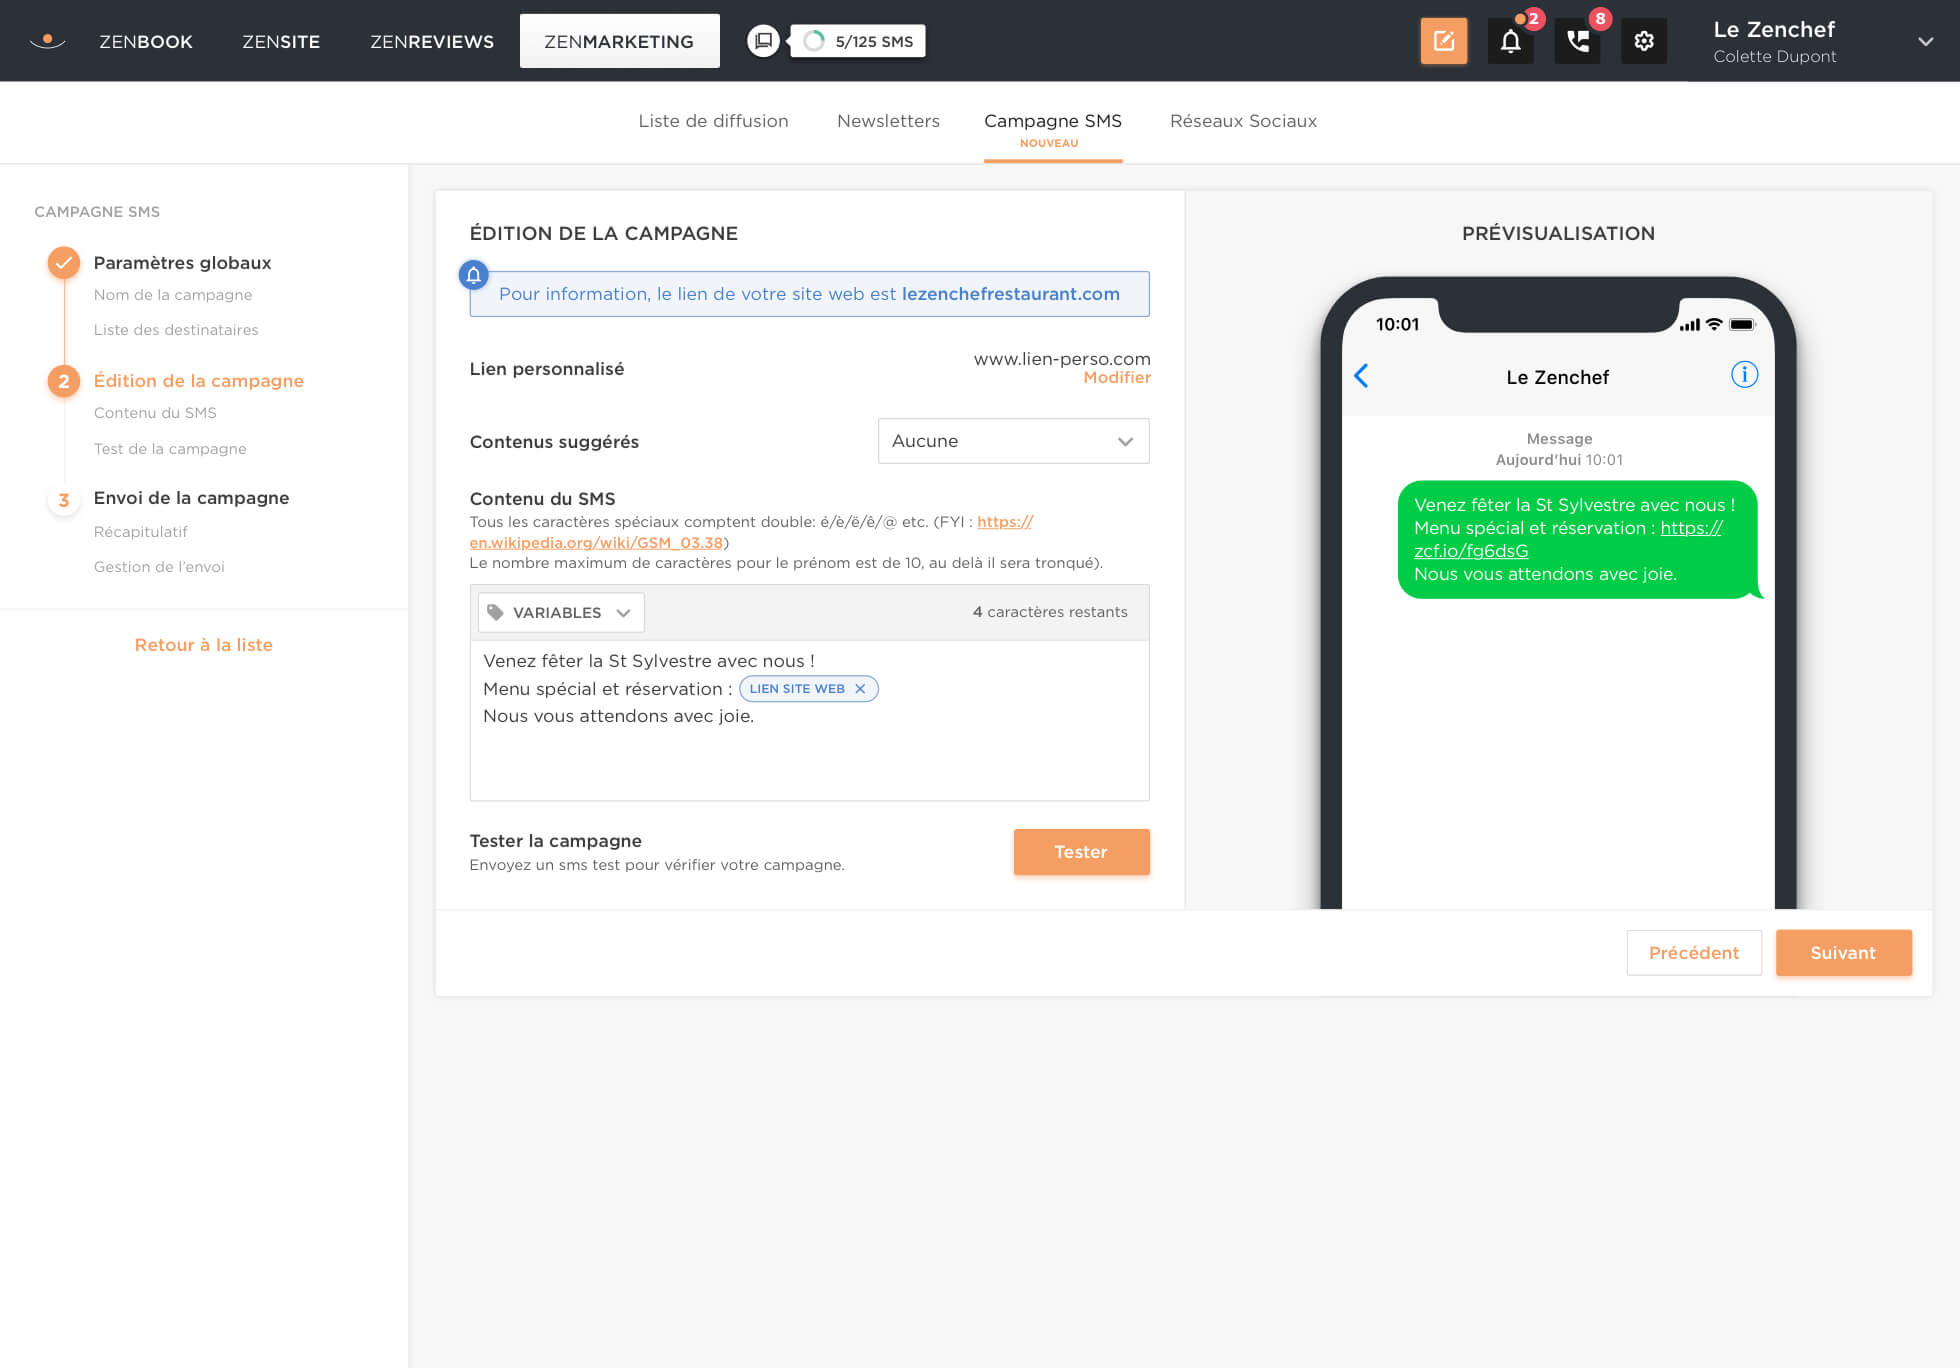 ZENBOOK
ZENSITE
ZENREVIEWS
ZENMARKETING
5/125 SMS
2
8
Le Zenchef
Colette Dupont
Liste de diffusion
Newsletters
Campagne SMS
NOUVEAU
Réseaux Sociaux
CAMPAGNE SMS
Paramètres globaux
Nom de la campagne
Liste des destinataires
2
Édition de la campagne
Contenu du SMS
Test de la campagne
3
Envoi de la campagne
Récapitulatif
Gestion de l'envoi
Retour à la liste
ÉDITION DE LA CAMPAGNE
Pour information, le lien de votre site web est lezenchefrestaurant.com
Lien personnalisé
www.lien-perso.com
Modifier
Contenus suggérés
Aucune
Contenu du SMS
Tous les caractères spéciaux comptent double: é/è/ë/ê/@ etc. (FYI : https://
en.wikipedia.org/wiki/GSM_03.38)
Le nombre maximum de caractères pour le prénom est de 10, au delà il sera tronqué).
VARIABLES
4 caractères restants
Venez fêter la St Sylvestre avec nous !
Menu spécial et réservation : LIEN SITE WEB
Nous vous attendons avec joie.
Tester la campagne
Envoyez un sms test pour vérifier votre campagne.
Tester
PRÉVISUALISATION
10:01
Le Zenchef
Message
Aujourd'hui 10:01
Venez fêter la St Sylvestre avec nous !
Menu spécial et réservation : https://
zcf.io/fg6dsG
Nous vous attendons avec joie.
Précédent
Suivant